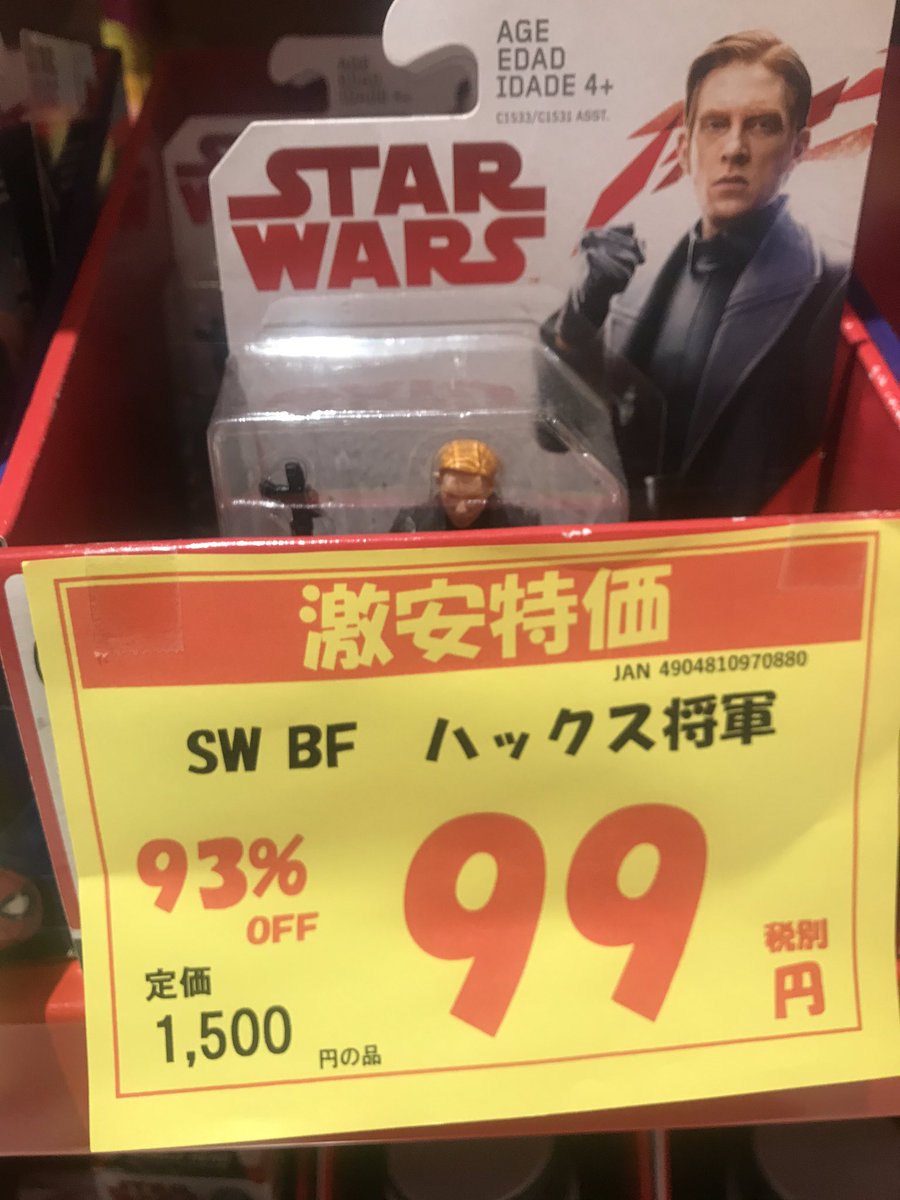 AGE
EDAD
IDADE 4+
C1533/C1531 ASST.
STAR
WARS
激安特価
JAN 4904810970880
SW BF ハックス将軍
93%
OFF
99
税別
円
定価
1,500
円の品